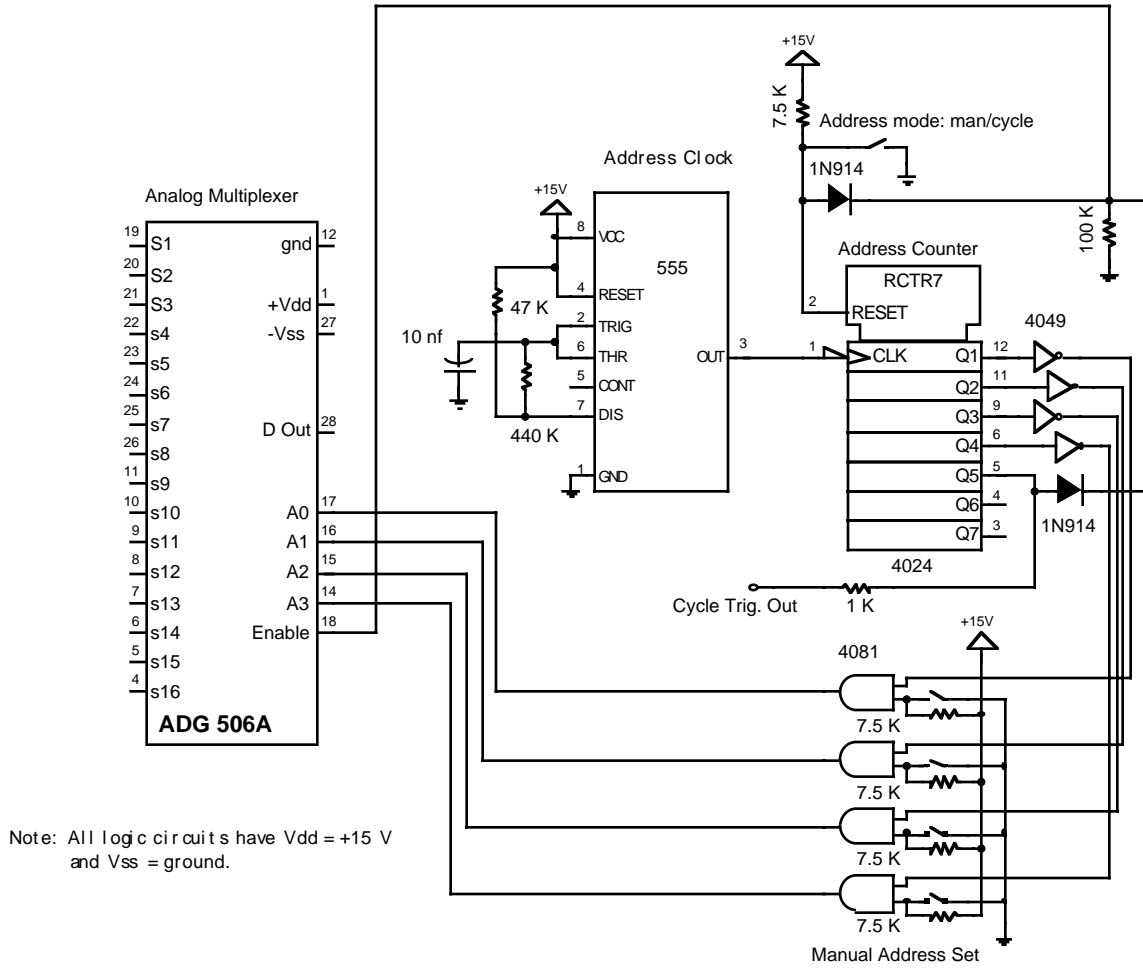 +15V
7.5 K
Address mode: man/cycle
1N914
100 K
Address Clock
+15V
8 VCC
555
4 RESET
47 K
2 TRIG
10 nf
6 THR
OUT 3
5 CONT
7 DIS
440 K
1 GND
Analog Multiplexer
19 S1
gnd 12
20 S2
21 S3
+Vdd 1
22 s4
-Vss 27
23 s5
24 s6
25 s7
D Out 28
26 s8
11 s9
10 s10
A0 17
9 s11
A1 16
8 s12
A2 15
7 s13
A3 14
6 s14
Enable 18
5 s15
4 s16
ADG 506A
Address Counter
RCTR7
2 RESET
4049
1 CLK
Q1 12
Q2 11
Q3 9
Q4 6
Q5 5
Q6 4
Q7 3
1N914
4024
Cycle Trig. Out
1 K
+15V
4081
7.5 K
7.5 K
7.5 K
7.5 K
Manual Address Set
Note: All logic circuits have Vdd = +15 V
and Vss = ground.